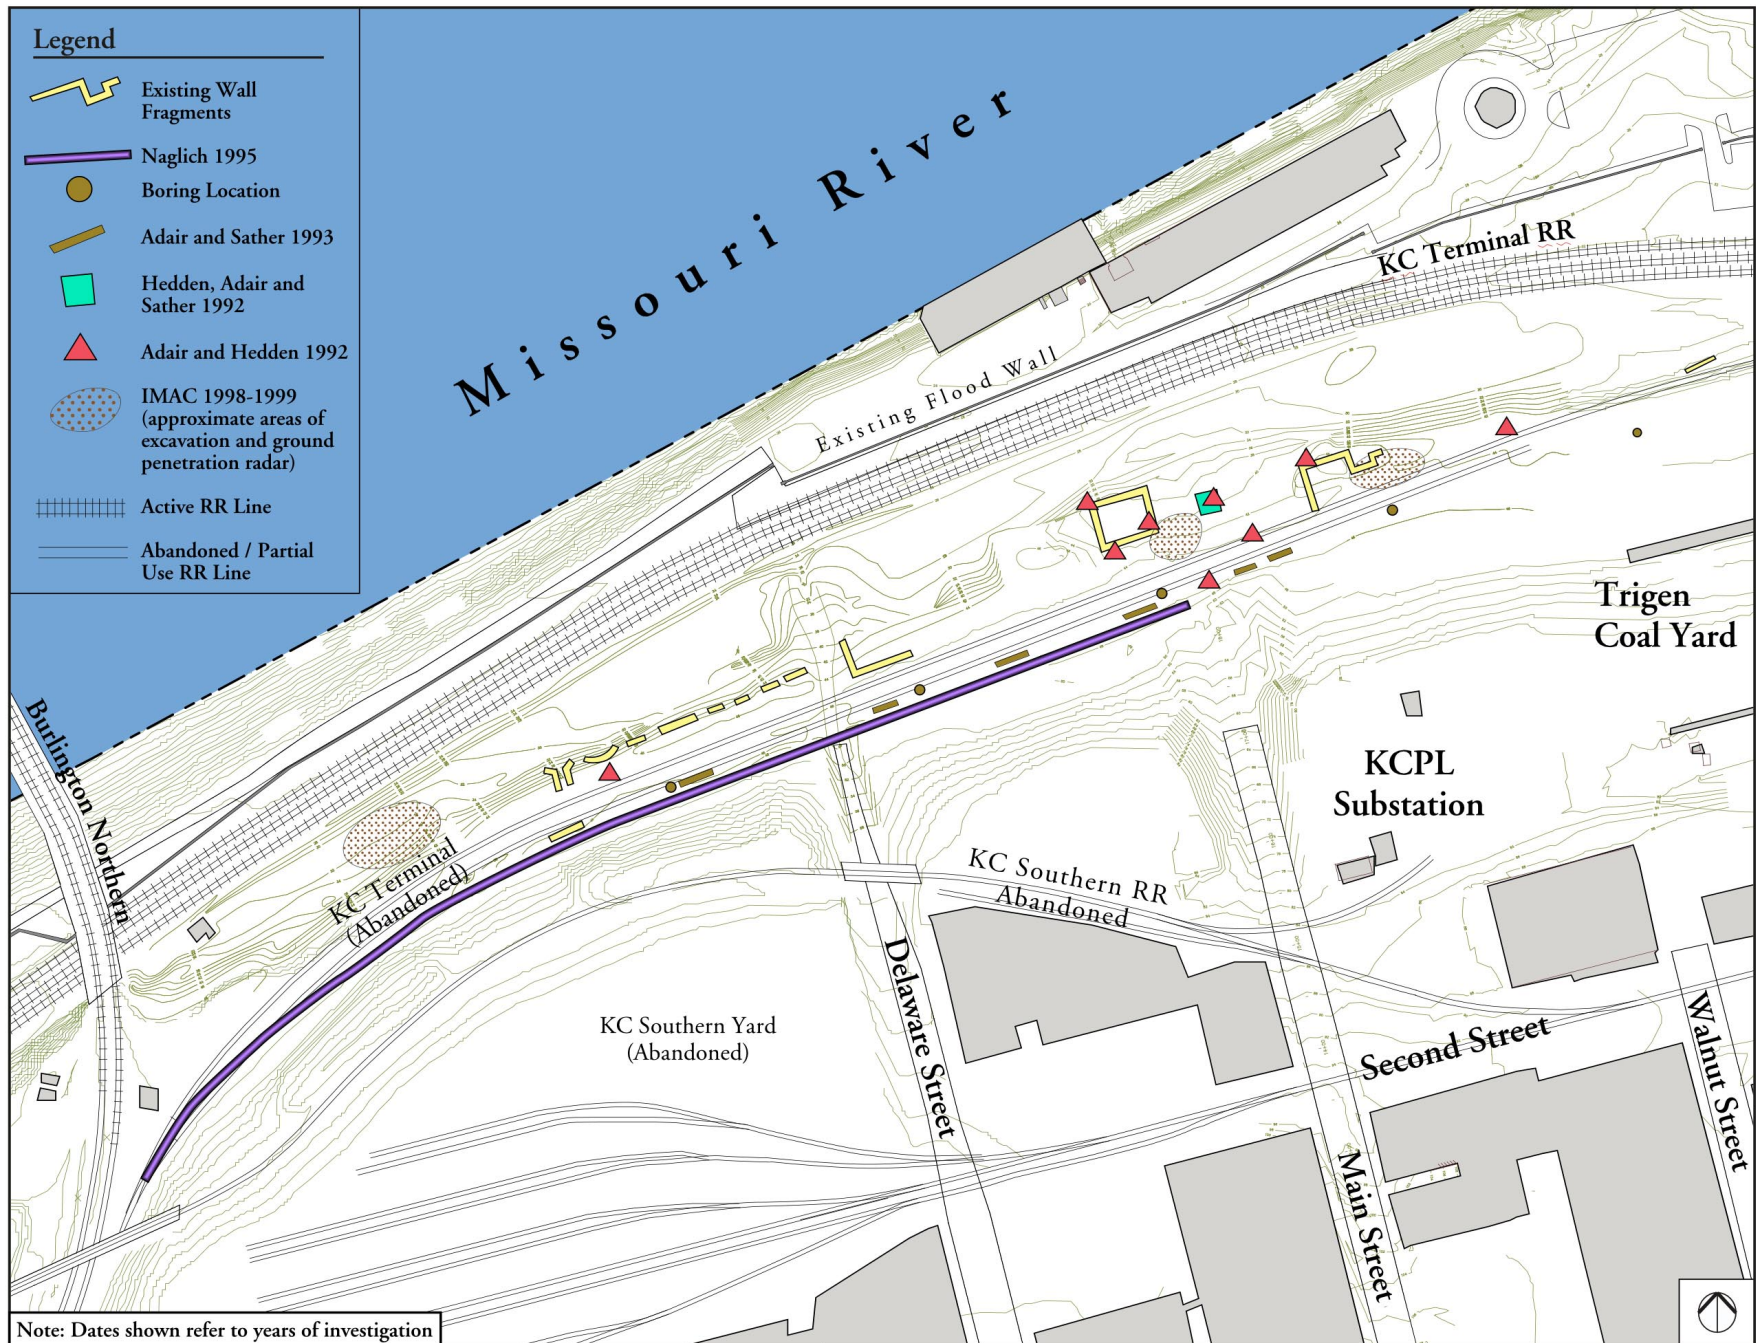 Legend
Existing Wall
Fragments
Naglich 1995
Boring Location
Adair and Sather 1993
Hedden, Adair and
Sather 1992
Adair and Hedden 1992
IMAC 1998-1999
(approximate areas of
excavation and ground
penetration radar)
Active RR Line
Abandoned / Partial
Use RR Line
Missouri River
KC Terminal RR
Existing Flood Wall
Trigen
Coal Yard
Burlington Northern
KCPL
Substation
KC Terminal
(Abandoned)
KC Southern RR
Abandoned
Delaware Street
KC Southern Yard
(Abandoned)
Second Street
Walnut Street
Main Street
Note: Dates shown refer to years of investigation